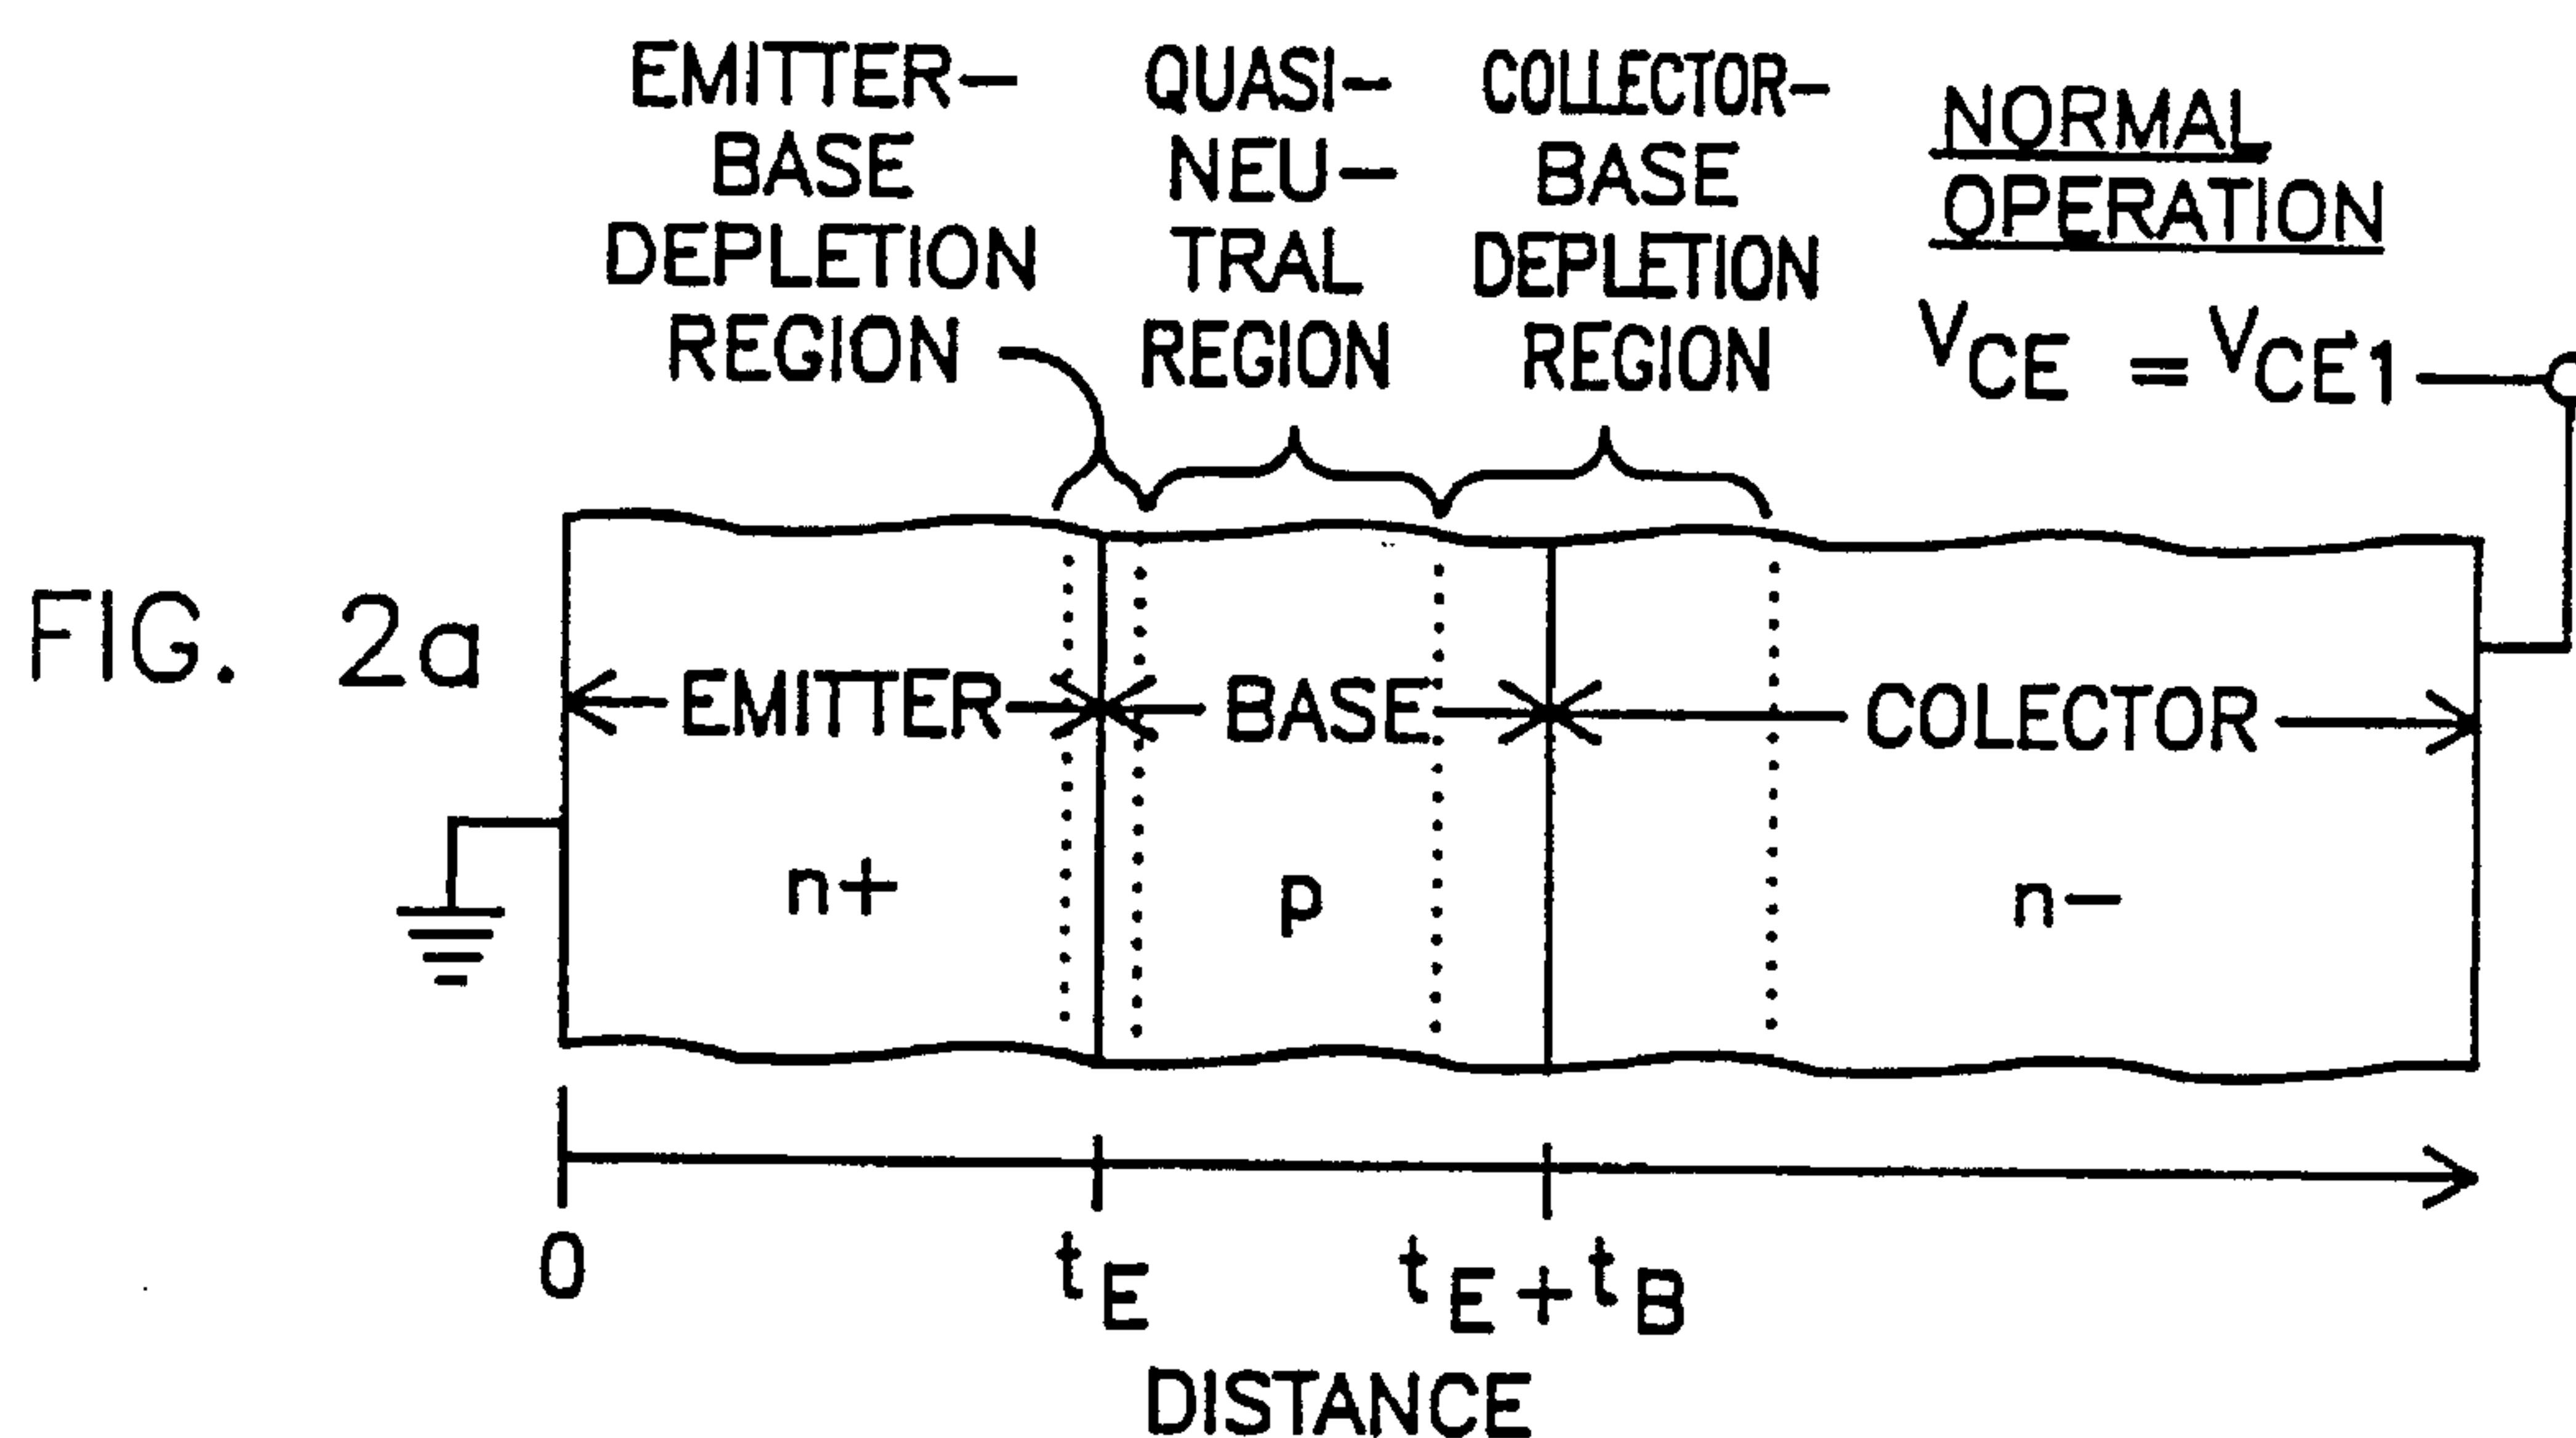 EMITTER-
BASE
DEPLETION
REGION
QUASI-
NEU-
TRAL
REGION
COLLECTOR-
BASE
DEPLETION
REGION
NORMAL
OPERATION
VCE = VCE1
FIG. 2a
EMITTER
BASE
COLECTOR
n+
p
n-
0
tE
tE+tB
DISTANCE